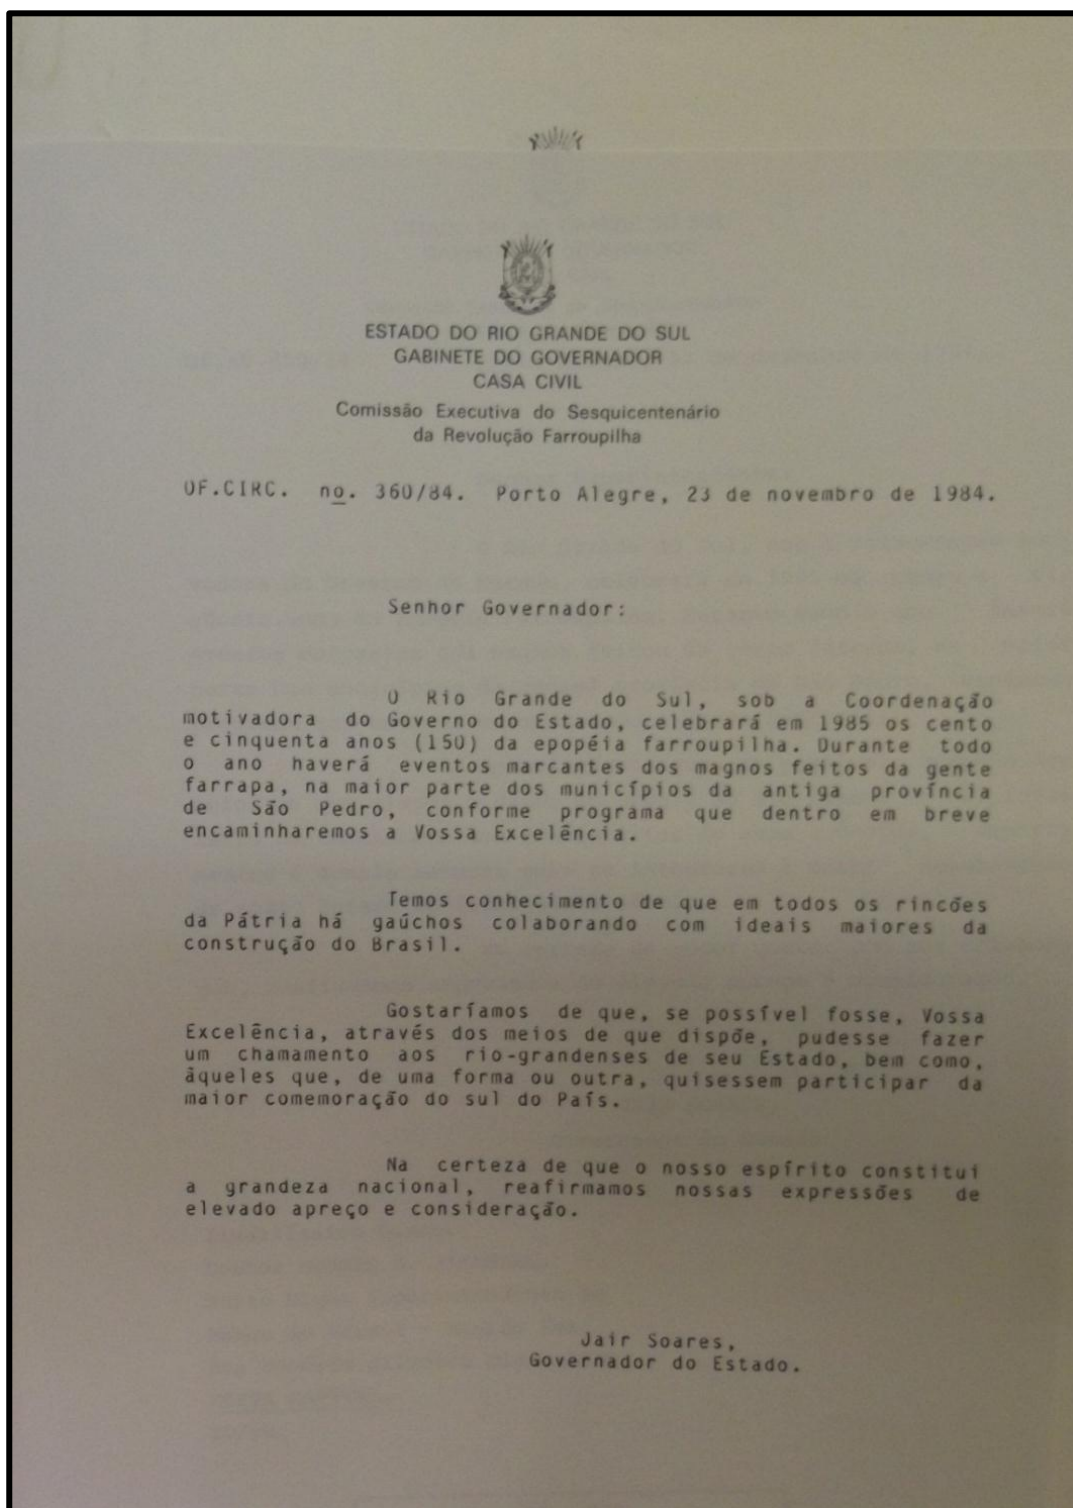 ESTADO DO RIO GRANDE DO SUL
GABINETE DO GOVERNADOR
CASA CIVIL
Comissão Executiva do Sesquicentenário
da Revolução Farroupilha
OF.CIRC. no. 360/84. Porto Alegre, 23 de novembro de 1984.
Senhor Governador:
O Rio Grande do Sul, sob a Coordenação
motivadora do Governo do Estado, celebrará em 1985 os cento
e cinquenta anos (150) da epopéia farroupilha. Durante todo
o ano haverá eventos marcantes dos magnos feitos da gente
farrapa, na maior parte dos municípios da antiga província
de São Pedro, conforme programa que dentro em breve
encaminharemos a Vossa Excelência.
Temos conhecimento de que em todos os rincões
da Pátria há gaúchos colaborando com ideais maiores da
construção do Brasil.
Gostaríamos de que, se possível fosse, Vossa
Excelência, através dos meios de que dispõe, pudesse fazer
um chamamento aos rio-grandenses de seu Estado, bem como,
àqueles que, de uma forma ou outra, quisessem participar da
maior comemoração do sul do País.
Na certeza de que o nosso espírito constitui
a grandeza nacional, reafirmamos nossas expressões de
elevado apreço e consideração.
Jair Soares,
Governador do Estado.